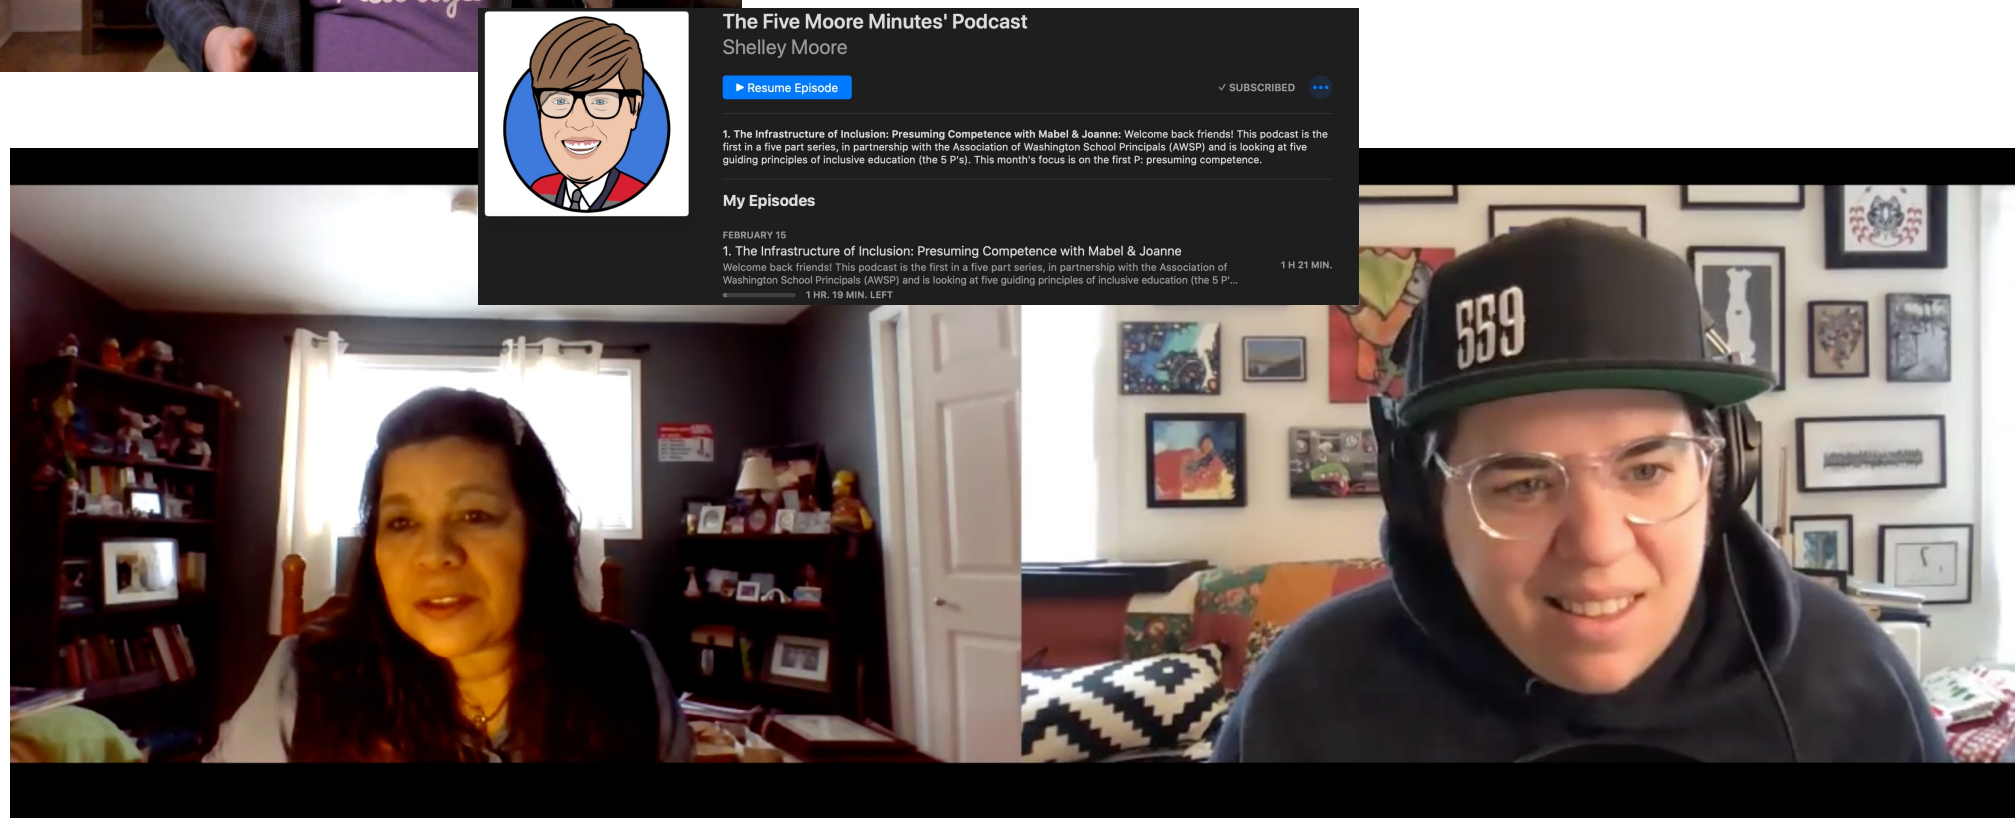 The Five Moore Minutes' Podcast
Shelley Moore
Resume Episode
✓ SUBSCRIBED
1. The Infrastructure of Inclusion: Presuming Competence with Mabel & Joanne: Welcome back friends! This podcast is the
first in a five part series, in partnership with the Association of Washington School Principals (AWSP) and is looking at five
guiding principles of inclusive education (the 5 P's). This month's focus is on the first P: presuming competence.
My Episodes
FEBRUARY 15
1. The Infrastructure of Inclusion: Presuming Competence with Mabel & Joanne
Welcome back friends! This podcast is the first in a five part series, in partnership with the Association of
Washington School Principals (AWSP) and is looking at five guiding principles of inclusive education (the 5 P'...
1 H 21 MIN.
1 HR. 19 MIN. LEFT
559